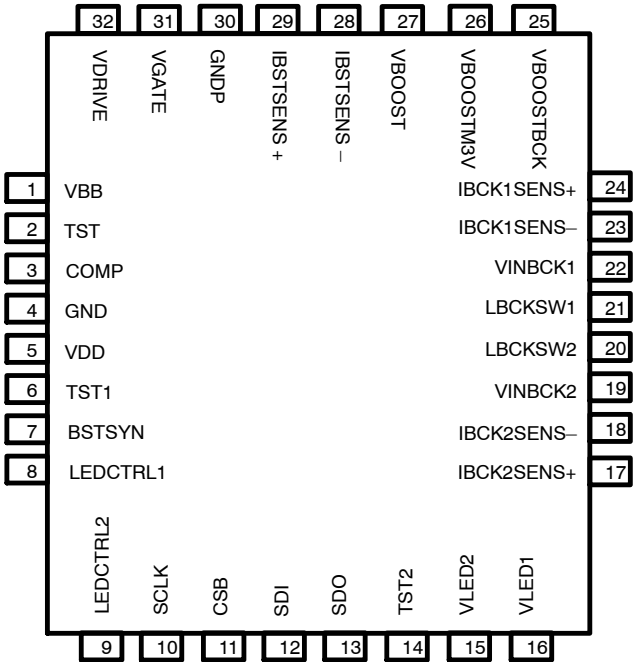 32 31 30 29 28 27 26 25
VDRIVE
VGATE
GNDP
IBSTSENS+
IBSTSENS–
VBOOST
VBOOSTM3V
VBOOSTBCK
1 VBB
2 TST
3 COMP
4 GND
5 VDD
6 TST1
7 BSTSYN
8 LEDCTRL1
IBCK1SENS+ 24
IBCK1SENS– 23
VINBCK1 22
LBCKSW1 21
LBCKSW2 20
VINBCK2 19
IBCK2SENS– 18
IBCK2SENS+ 17
LEDCTRL2
SCLK
CSB
SDI
SDO
TST2
VLED2
VLED1
9 10 11 12 13 14 15 16